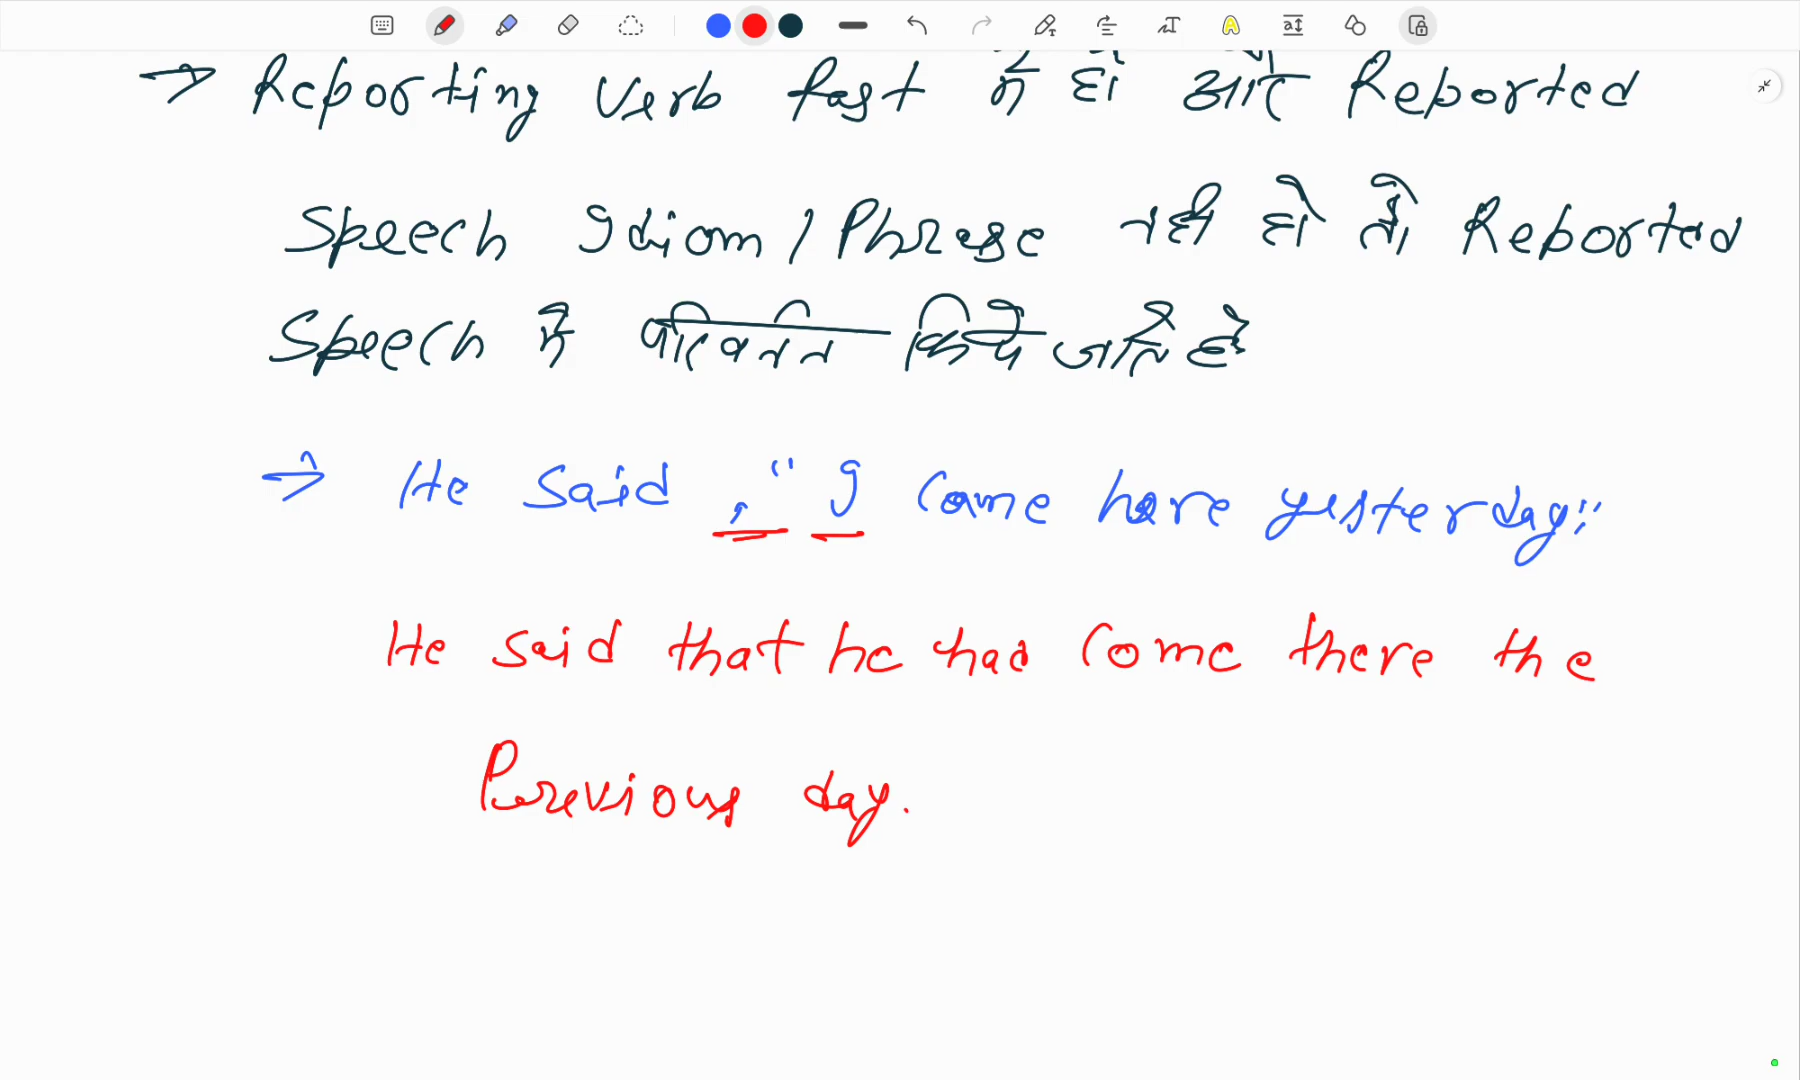 → Reporting Verb Past में हो और Reported
Speech Idiom / Phrase नही हो तो Reported
Speech में परिवर्तन किये जाते है
→ He said , " I came here yesterday."
He said that he had come there the
Previous day.